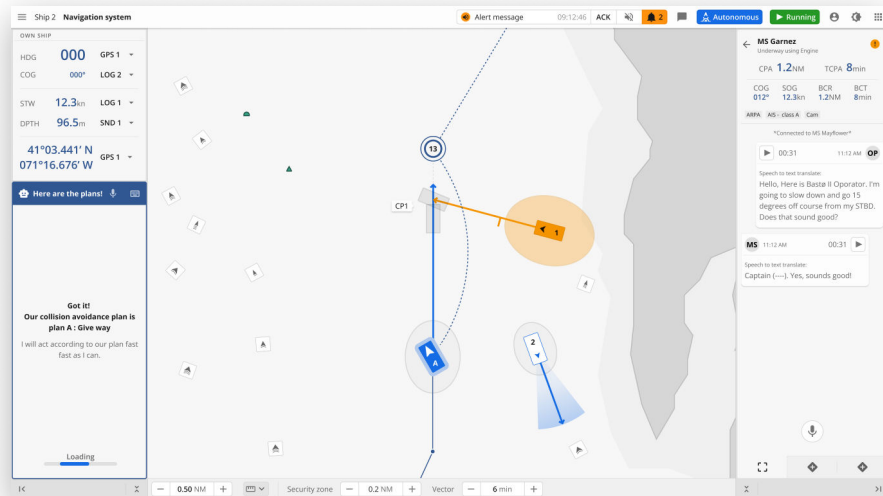 Ship 2 Navigation system
Alert message 09:12:46 ACK 2 Autonomous Running
OWN SHIP
HDG 000 GPS 1
COG 000° LOG 2
STW 12.3kn LOG 1
DPTH 96.5m SND 1
41°03.441’ N
071°16.676’ W GPS 1
Here are the plans!
Got it!
Our collision avoidance plan is
plan A : Give way
I will act according to our plan fast
fast as I can.
Loading
13
CP1
1
2
A
MS Garnez
Underway using Engine
CPA 1.2NM TCPA 8min
COG SOG BCR BCT
012° 12.3kn 1.2NM 8min
ARPA AIS - class A Cam
*Connected to MS Mayflower*
00:31 11:12 AM OP
Speech to text translate:
Hello, Here is Bastø II Oporator. I'm
going to slow down and go 15
degrees off course from my STBD.
Does that sound good?
MS 11:12 AM 00:31
Speech to text translate:
Captain (---). Yes, sounds good!
0.50 NM Security zone 0.2 NM Vector 6 min